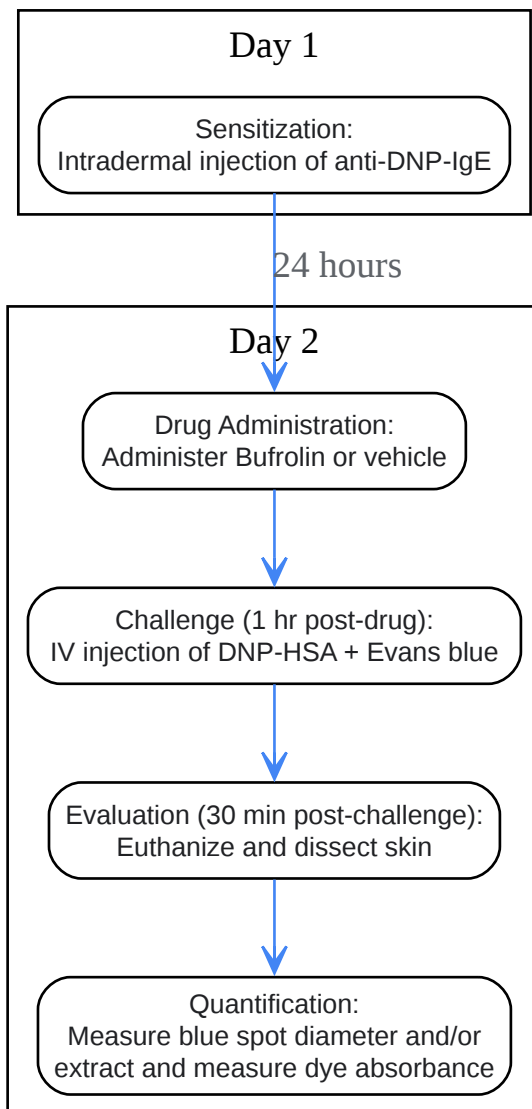 Day 1
Sensitization:
Intradermal injection of anti-DNP-IgE
24 hours
Day 2
Drug Administration:
Administer Bufrolin or vehicle
Challenge (1 hr post-drug):
IV injection of DNP-HSA + Evans blue
Evaluation (30 min post-challenge):
Euthanize and dissect skin
Quantification:
Measure blue spot diameter and/or
extract and measure dye absorbance